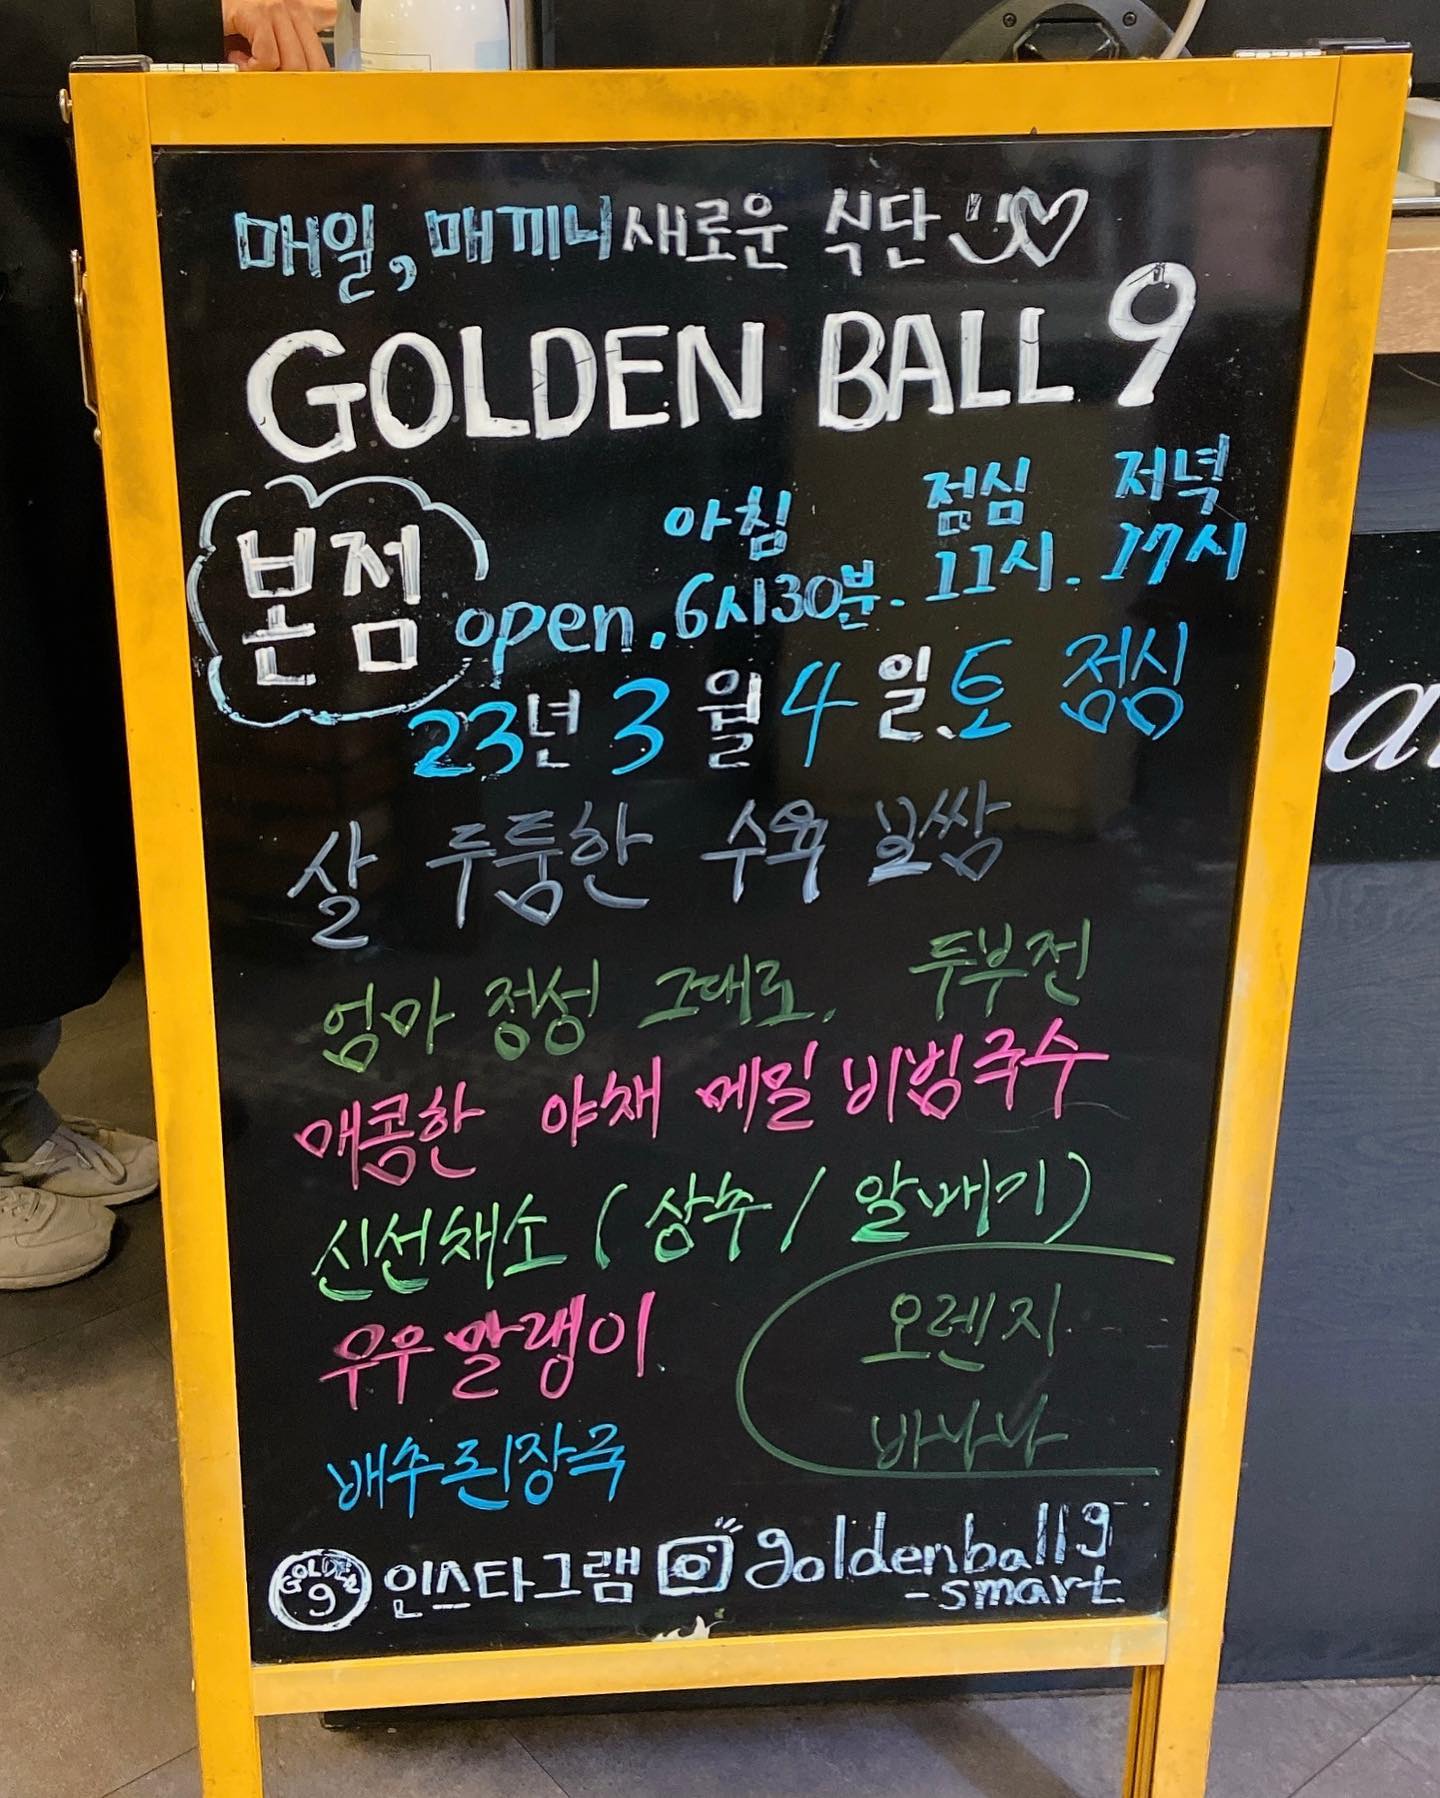 매일, 매끼니 새로운 식단
GOLDEN BALL 9
본점
아침 점심 저녁
open. 6시30분. 11시. 17시
23년 3월 4일.토 점심
살 두툼한 수육 보쌈
엄마 정성 그대로. 두부전
매콤한 야채 메밀 비빔국수
신선채소 (상추 / 알배기)
우우말랭이
오렌지
바나나
배추된장국
GOLDEN 9 인스타그램 goldenball9
-smart